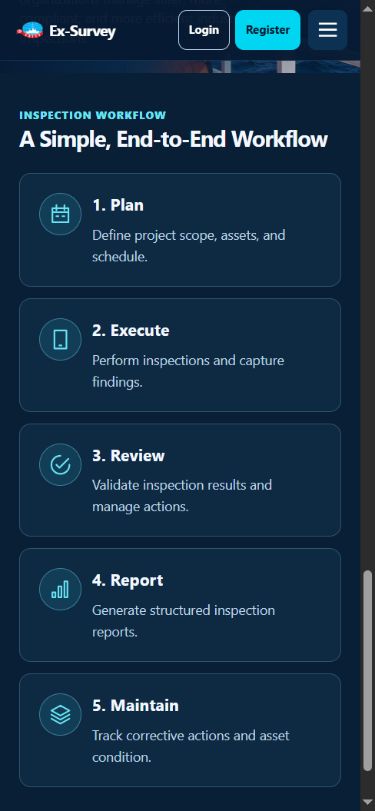 Ex-Survey
Login
Register
INSPECTION WORKFLOW
A Simple, End-to-End Workflow
1. Plan
Define project scope, assets, and
schedule.
2. Execute
Perform inspections and capture
findings.
3. Review
Validate inspection results and
manage actions.
4. Report
Generate structured inspection
reports.
5. Maintain
Track corrective actions and asset
condition.